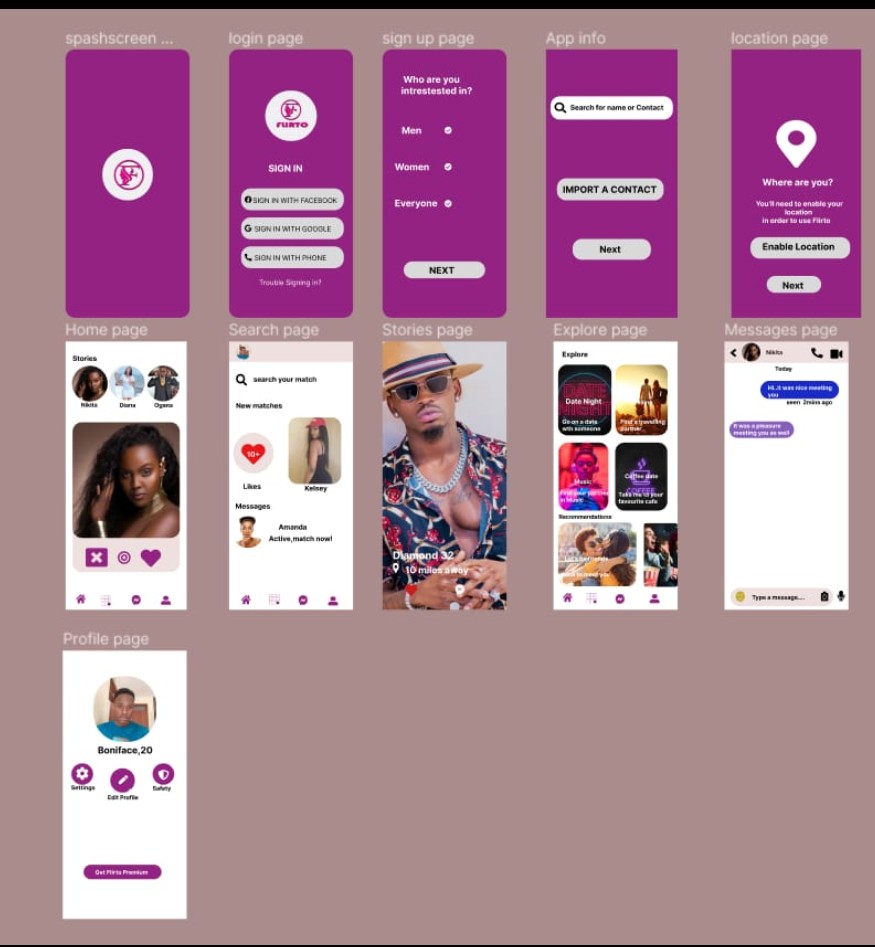 spashscreen ...
login page
sign up page
App info
location page
FLIRTO
SIGN IN
SIGN IN WITH FACEBOOK
G SIGN IN WITH GOOGLE
SIGN IN WITH PHONE
Trouble Signing in?
Who are you
intrestested in?
Men
Women
Everyone
NEXT
Search for name or Contact
IMPORT A CONTACT
Next
Where are you?
You'll need to enable your
location
in order to use Flirto
Enable Location
Next
Home page
Search page
Stories page
Explore page
Messages page
Stories
Nikita
Diana
Ogana
search your match
New matches
10+
Likes
Kelney
Messages
Amanda
Active,match now!
Diamond 32
10 miles away
Explore
DATE
NIGHT
Date Night
Go on a date
with someone
Find a travelling
partner
Music
Find your partner
in Music
Coffee date
COFFEE
Take me to your
favourite cafe
Recommendations
Nikita
Today
Hi..it was nice meeting
you
seen 2mins ago
It was a pleasure
meeting you as well
Type a message....
Profile page
Boniface,20
Settings
Edit Profile
Safety
Get Flirto Premium